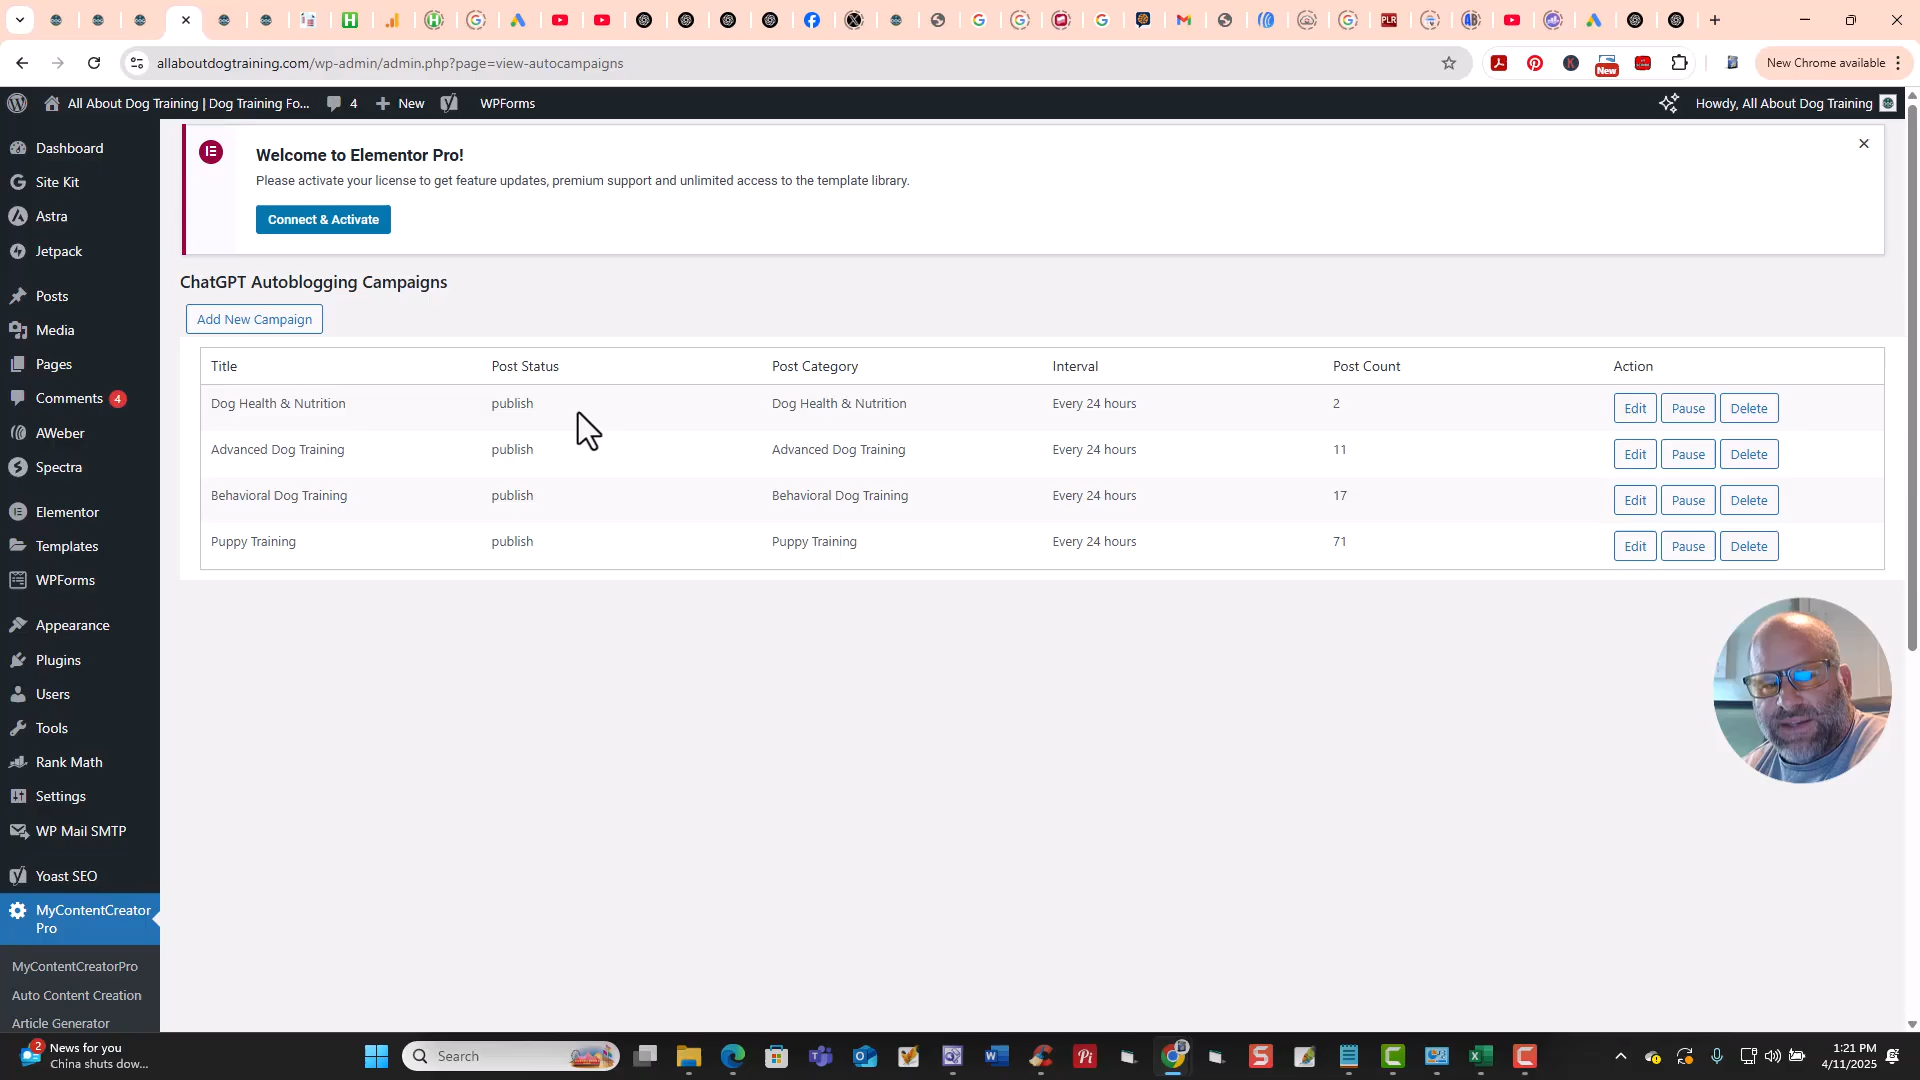 allaboutdogtraining.com/wp-admin/admin.php?page=view-autocampaigns
New
New Chrome available
All About Dog Training | Dog Training Fo...
4
New
WPForms
Howdy, All About Dog Training
Dashboard
Site Kit
Astra
Jetpack
Posts
Media
Pages
Comments 4
AWeber
Spectra
Elementor
Templates
WPForms
Appearance
Plugins
Users
Tools
Rank Math
Settings
WP Mail SMTP
Yoast SEO
MyContentCreator
Pro
MyContentCreatorPro
Auto Content Creation
Article Generator
Welcome to Elementor Pro!
Please activate your license to get feature updates, premium support and unlimited access to the template library.
Connect & Activate
ChatGPT Autoblogging Campaigns
Add New Campaign
Title Post Status Post Category Interval Post Count Action
Dog Health & Nutrition publish Dog Health & Nutrition Every 24 hours 2 Edit Pause Delete
Advanced Dog Training publish Advanced Dog Training Every 24 hours 11 Edit Pause Delete
Behavioral Dog Training publish Behavioral Dog Training Every 24 hours 17 Edit Pause Delete
Puppy Training publish Puppy Training Every 24 hours 71 Edit Pause Delete
2
News for you
China shuts dow...
Search
1:21 PM
4/11/2025